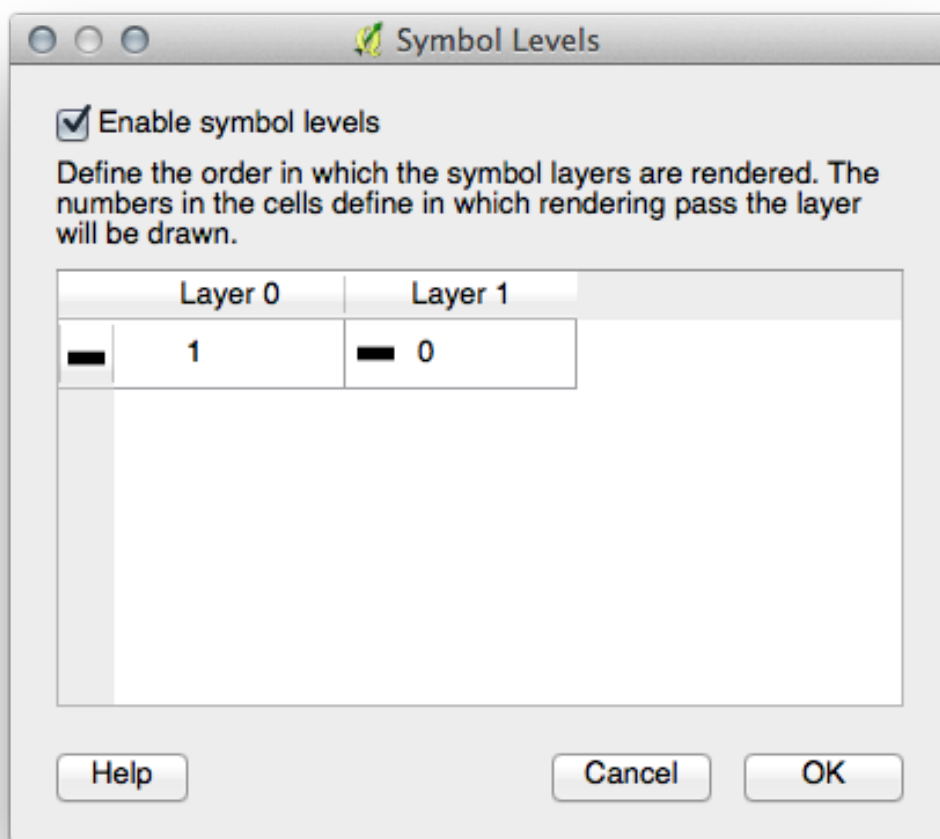 Symbol Levels
Enable symbol levels
Define the order in which the symbol layers are rendered. The
numbers in the cells define in which rendering pass the layer
will be drawn.
Layer 0 Layer 1
1 0
Help Cancel OK